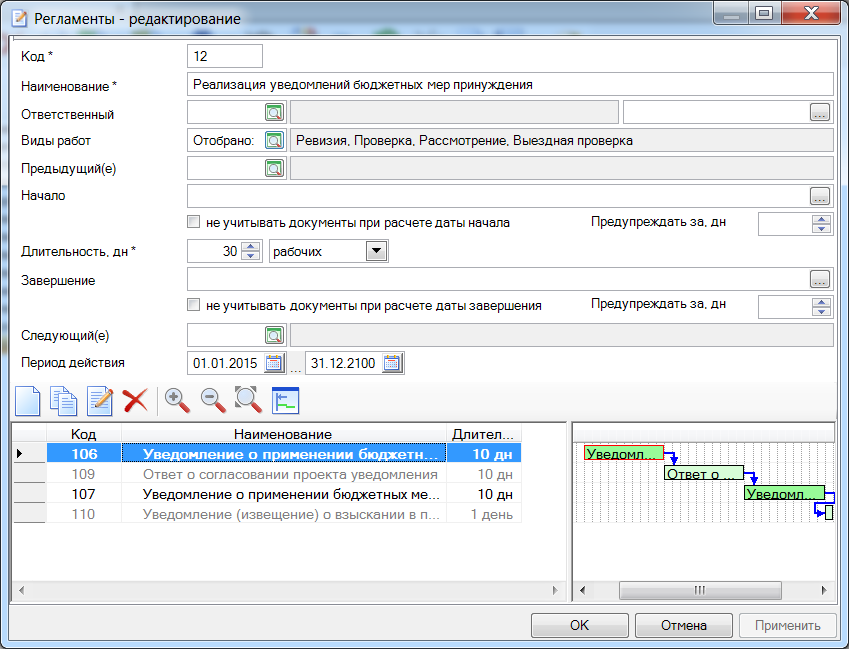 Регламенты - редактирование
Код * 12
Наименование * Реализация уведомлений бюджетных мер принуждения
Ответственный ...
Виды работ Отобрано: Ревизия, Проверка, Рассмотрение, Выездная проверка
Предыдущий(е)
Начало ...
не учитывать документы при расчете даты начала Предупреждать за, дн
Длительность, дн * 30 рабочих
Завершение ...
не учитывать документы при расчете даты завершения Предупреждать за, дн
Следующий(е)
Период действия 01.01.2015 ... 31.12.2100
Код Наименование Длител...
106 Уведомление о применении бюджетн... 10 дн Уведомл...
109 Ответ о согласовании проекта уведомления 10 дн Ответ о ...
107 Уведомление о применении бюджетных ме... 10 дн Уведомл...
110 Уведомление (извещение) о взыскании в п... 1 день
OK Отмена Применить